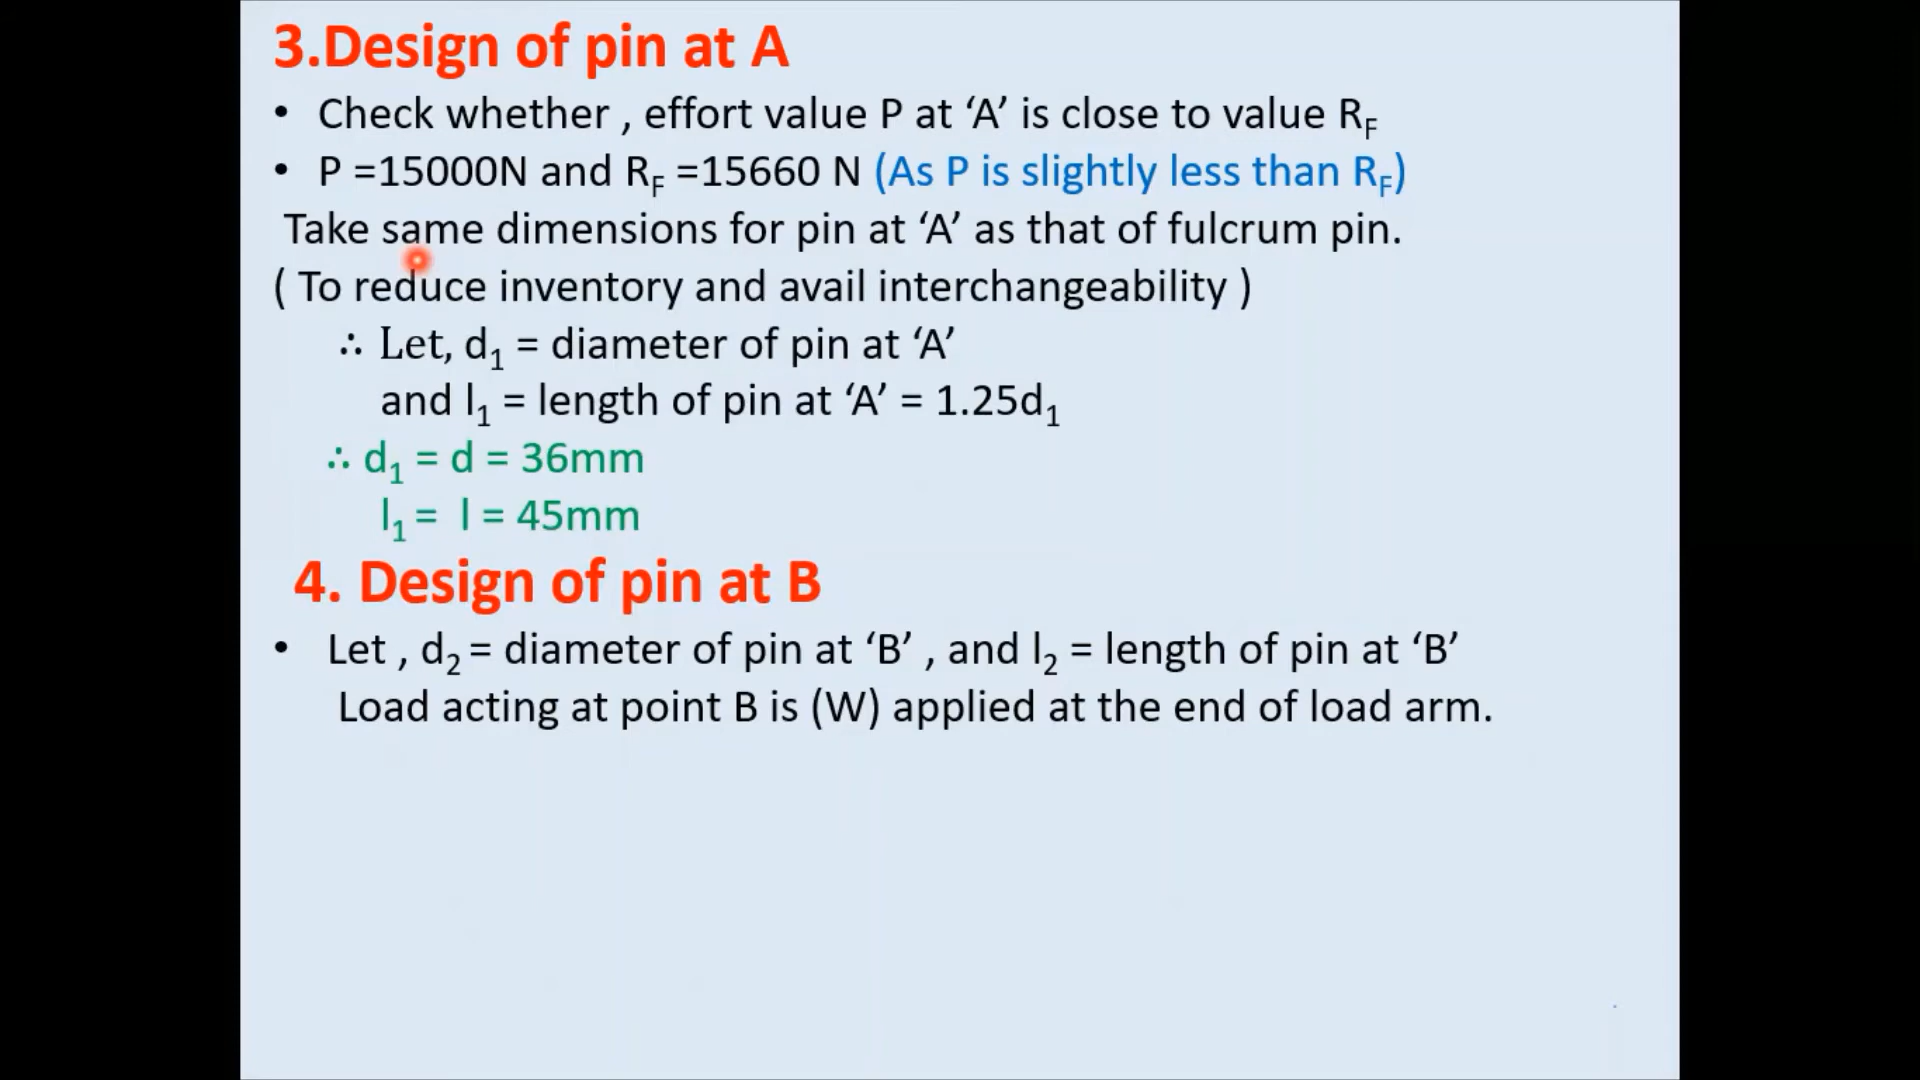 3.Design of pin at A
• Check whether , effort value P at ‘A’ is close to value R_F
• P =15000N and R_F =15660 N (As P is slightly less than R_F)
Take same dimensions for pin at ‘A’ as that of fulcrum pin.
( To reduce inventory and avail interchangeability )
∴ Let, d₁ = diameter of pin at ‘A’
and l₁ = length of pin at ‘A’ = 1.25d₁
∴ d₁ = d = 36mm
l₁ = l = 45mm
4. Design of pin at B
• Let , d₂ = diameter of pin at ‘B’ , and l₂ = length of pin at ‘B’
Load acting at point B is (W) applied at the end of load arm.